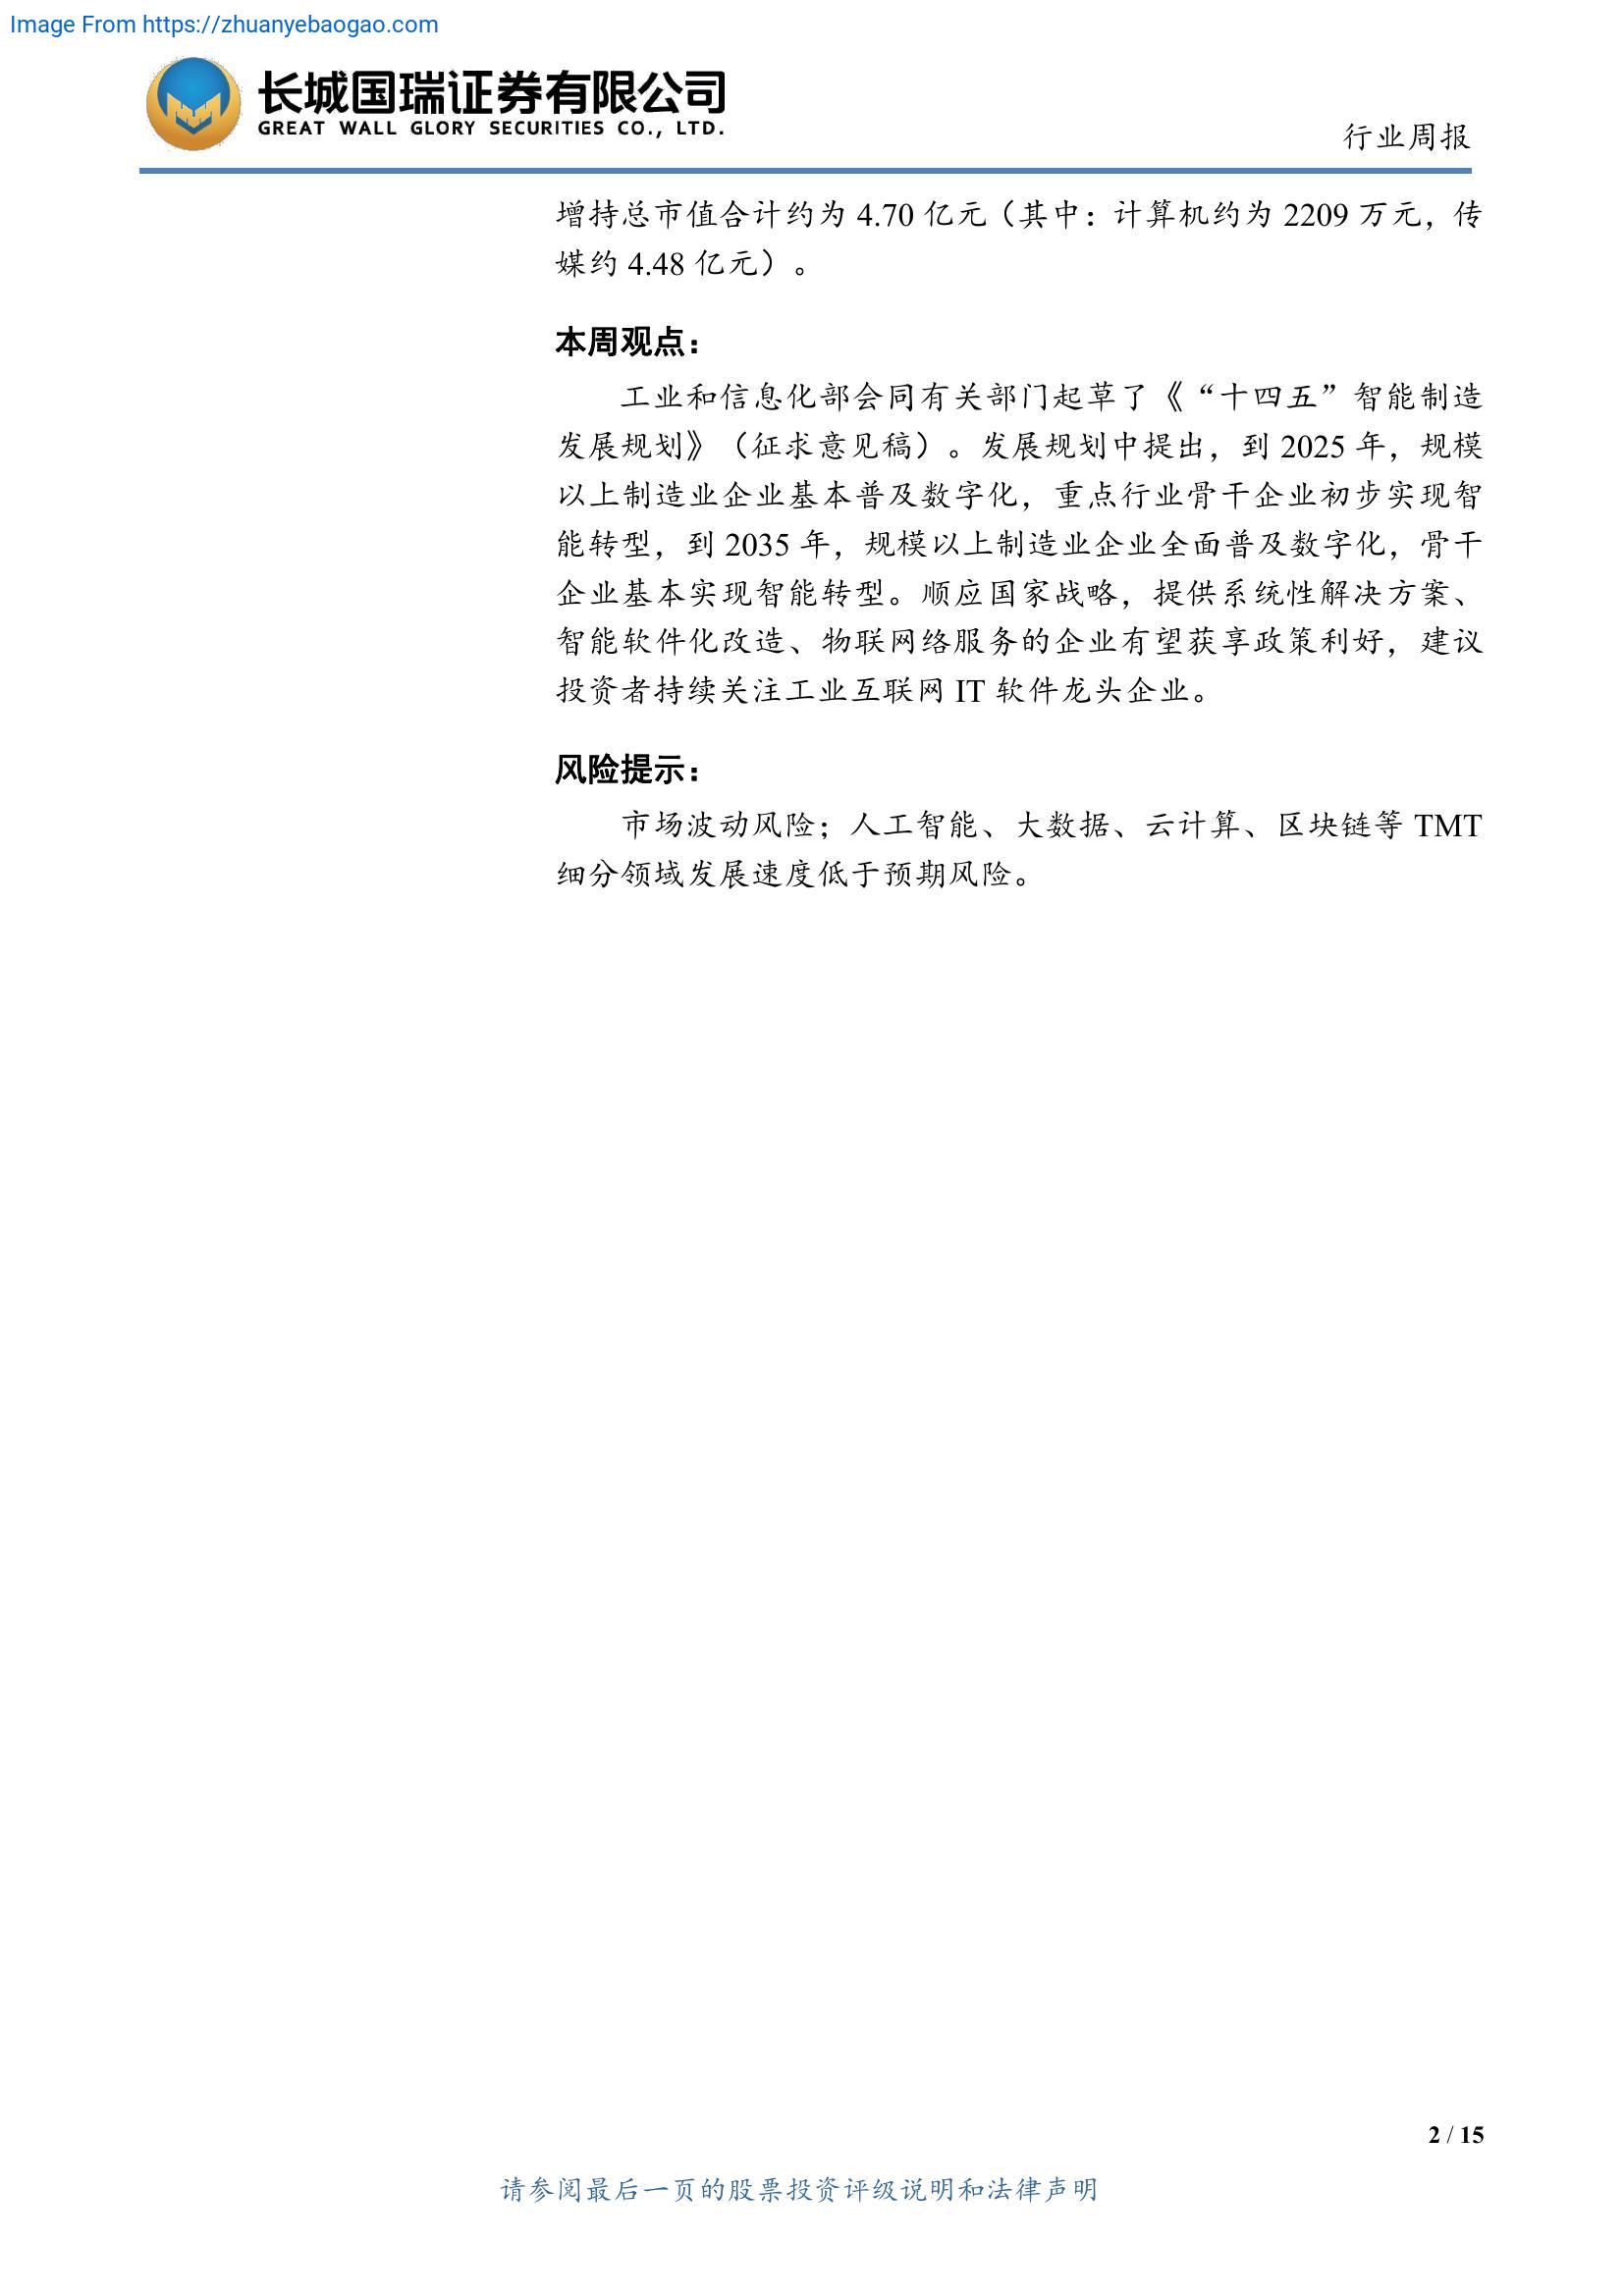 Image From https://zhuanyebaogao.com
长城国瑞证券有限公司
GREAT WALL GLORY SECURITIES CO., LTD.
行业周报
增持总市值合计约为 4.70 亿元（其中：计算机约为 2209 万元，传
媒约 4.48 亿元）。
本周观点：
工业和信息化部会同有关部门起草了《“十四五”智能制造
发展规划》（征求意见稿）。发展规划中提出，到 2025 年，规模
以上制造业企业基本普及数字化，重点行业骨干企业初步实现智
能转型，到 2035 年，规模以上制造业企业全面普及数字化，骨干
企业基本实现智能转型。顺应国家战略，提供系统性解决方案、
智能软件化改造、物联网络服务的企业有望获享政策利好，建议
投资者持续关注工业互联网 IT 软件龙头企业。
风险提示：
市场波动风险；人工智能、大数据、云计算、区块链等 TMT
细分领域发展速度低于预期风险。
2 / 15
请参阅最后一页的股票投资评级说明和法律声明